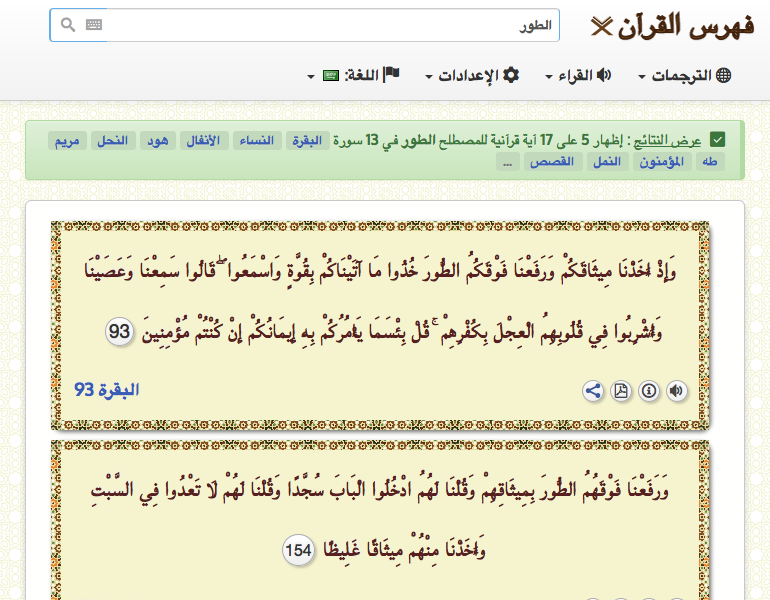 فهرس القرآن
الطور
الترجمات القراء الإعدادات اللغة:
عرض النتائج : إظهار 5 على 17 آية قرآنية للمصطلح الطور في 13 سورة البقرة النساء الأنفال هود النحل مريم
طه المؤمنون النمل القصص ...
وَإِذْ أَخَذْنَا مِيثَاقَكُمْ وَرَفَعْنَا فَوْقَكُمُ الطُّورَ خُذُوا مَا آتَيْنَاكُمْ بِقُوَّةٍ وَاسْمَعُوا ۖ قَالُوا سَمِعْنَا وَعَصَيْنَا
وَأُشْرِبُوا فِي قُلُوبِهِمُ الْعِجْلَ بِكُفْرِهِمْ ۚ قُلْ بِئْسَمَا يَأْمُرُكُمْ بِهِ إِيمَانُكُمْ إِنْ كُنْتُمْ مُؤْمِنِينَ 93
البقرة 93
وَرَفَعْنَا فَوْقَهُمُ الطُّورَ بِمِيثَاقِهِمْ وَقُلْنَا لَهُمُ ادْخُلُوا الْبَابَ سُجَّدًا وَقُلْنَا لَهُمْ لَا تَعْدُوا فِي السَّبْتِ
وَأَخَذْنَا مِنْهُمْ مِيثَاقًا غَلِيظًا 154